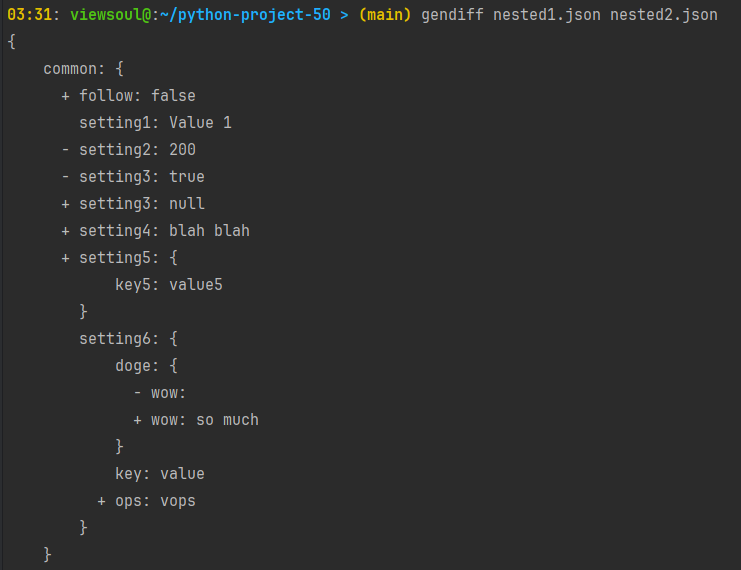 03:31: viewsoul@:~/python-project-50 > (main) gendiff nested1.json nested2.json
{
    common: {
      + follow: false
        setting1: Value 1
      - setting2: 200
      - setting3: true
      + setting3: null
      + setting4: blah blah
      + setting5: {
            key5: value5
        }
        setting6: {
            doge: {
              - wow:
              + wow: so much
            }
            key: value
          + ops: vops
        }
    }